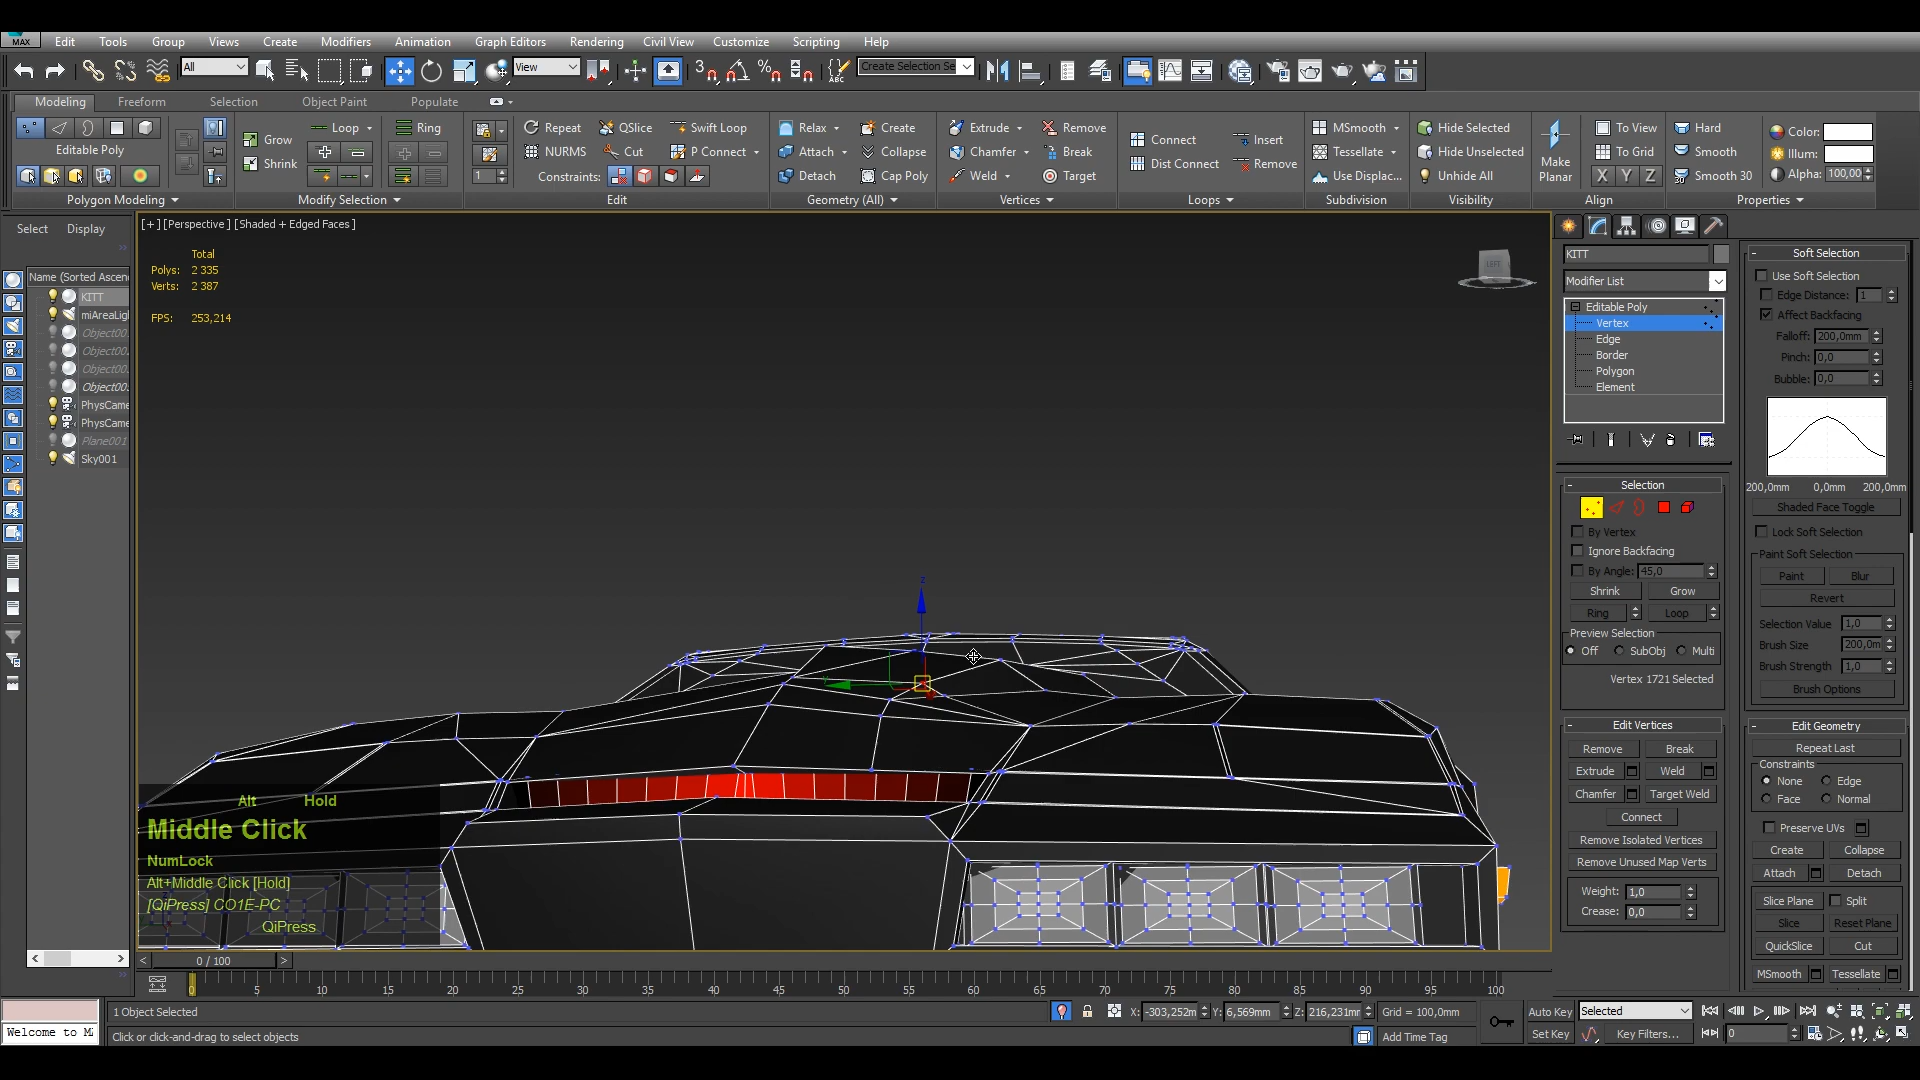 MAX Edit Tools Group Views Create Modifiers Animation Graph Editors Rendering Civil View Customize Scripting Help
All View Create Selection Se
Modeling Freeform Selection Object Paint Populate
Editable Poly
Polygon Modeling
Grow Loop Ring
Shrink
Modify Selection
1
Repeat QSlice Swift Loop
NURMS Cut P Connect
Constraints:
Edit
Relax Create
Attach Collapse
Detach Cap Poly
Geometry (All)
Extrude Remove
Chamfer Break
Weld Target
Vertices
Connect Insert
Dist Connect Remove
Loops
MSmooth
Tessellate
Use Displac...
Subdivision
Hide Selected
Hide Unselected
Unhide All
Visibility
Make Planar
To View
To Grid
X Y Z
Align
Hard
Smooth
Smooth 30
Color:
Illum:
Alpha: 100,00
Properties
Select Display
Name (Sorted Ascen
KITT
miAreaLig
Object00
Object00
Object00
Object00
PhysCame
PhysCame
Plane001
Sky001
[+] [Perspective] [Shaded + Edged Faces]
Total
Polys: 2 335
Verts: 2 387
FPS: 253,214
LEFT
z
Alt Hold
Middle Click
NumLock
Alt+Middle Click [Hold]
[QiPress] CO1E-PC
QiPress
KITT
Modifier List
Editable Poly
Vertex
Edge
Border
Polygon
Element
Selection
By Vertex
Ignore Backfacing
By Angle: 45,0
Shrink Grow
Ring Loop
Preview Selection
Off SubObj Multi
Vertex 1721 Selected
Edit Vertices
Remove Break
Extrude Weld
Chamfer Target Weld
Connect
Remove Isolated Vertices
Remove Unused Map Verts
Weight: 1,0
Crease: 0,0
Soft Selection
Use Soft Selection
Edge Distance: 1
Affect Backfacing
Falloff: 200,0mm
Pinch: 0,0
Bubble: 0,0
200,0mm 0,0mm 200,0mm
Shaded Face Toggle
Lock Soft Selection
Paint Soft Selection
Paint Blur
Revert
Selection Value 1,0
Brush Size 200,0m
Brush Strength 1,0
Brush Options
Edit Geometry
Repeat Last
Constraints
None Edge
Face Normal
Preserve UVs
Create Collapse
Attach Detach
Slice Plane Split
Slice Reset Plane
QuickSlice Cut
MSmooth Tessellate
0 / 100
0 5 10 15 20 25 30 35 40 45 50 55 60 65 70 75 80 85 90 95 100
Welcome to M
1 Object Selected
Click or click-and-drag to select objects
X: -303,252m Y: 6,569mm Z: 216,231mr Grid = 100,0mm
Add Time Tag
Auto Key Selected
Set Key Key Filters...
0